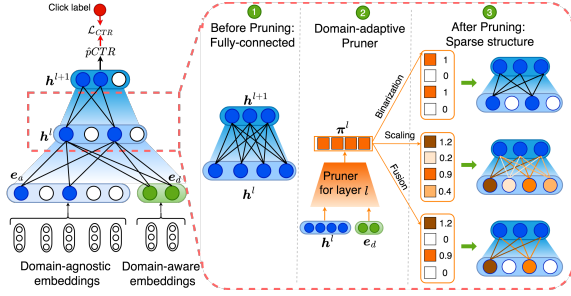 Click label
ℒ_CTR
p̂CTR
h^{l+1}
h^l
e_a
e_d
Domain-agnostic
embeddings
Domain-aware
embeddings
1
Before Pruning:
Fully-connected
h^{l+1}
h^l
2
Domain-adaptive
Pruner
π^l
Pruner
for layer l
h^l
e_d
Binarization
Scaling
Fusion
3
After Pruning:
Sparse structure
1
0
1
0
1.2
0.2
0.9
0.4
1.2
0
0.9
0